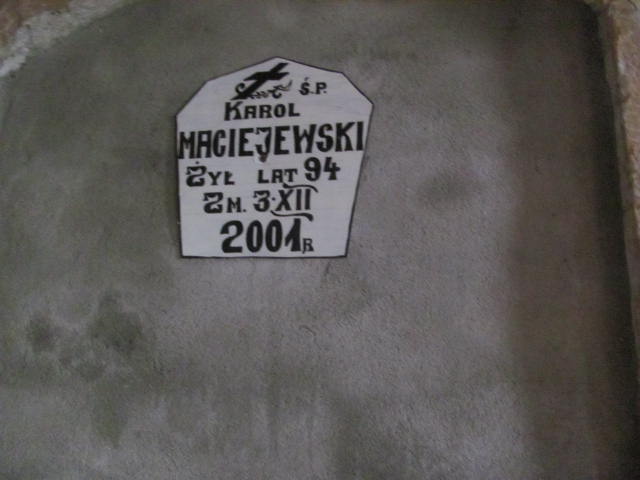 Ś.P.
KAROL
MACIEJEWSKI
ŻYŁ LAT 94
ZM. 3·XII
2001R